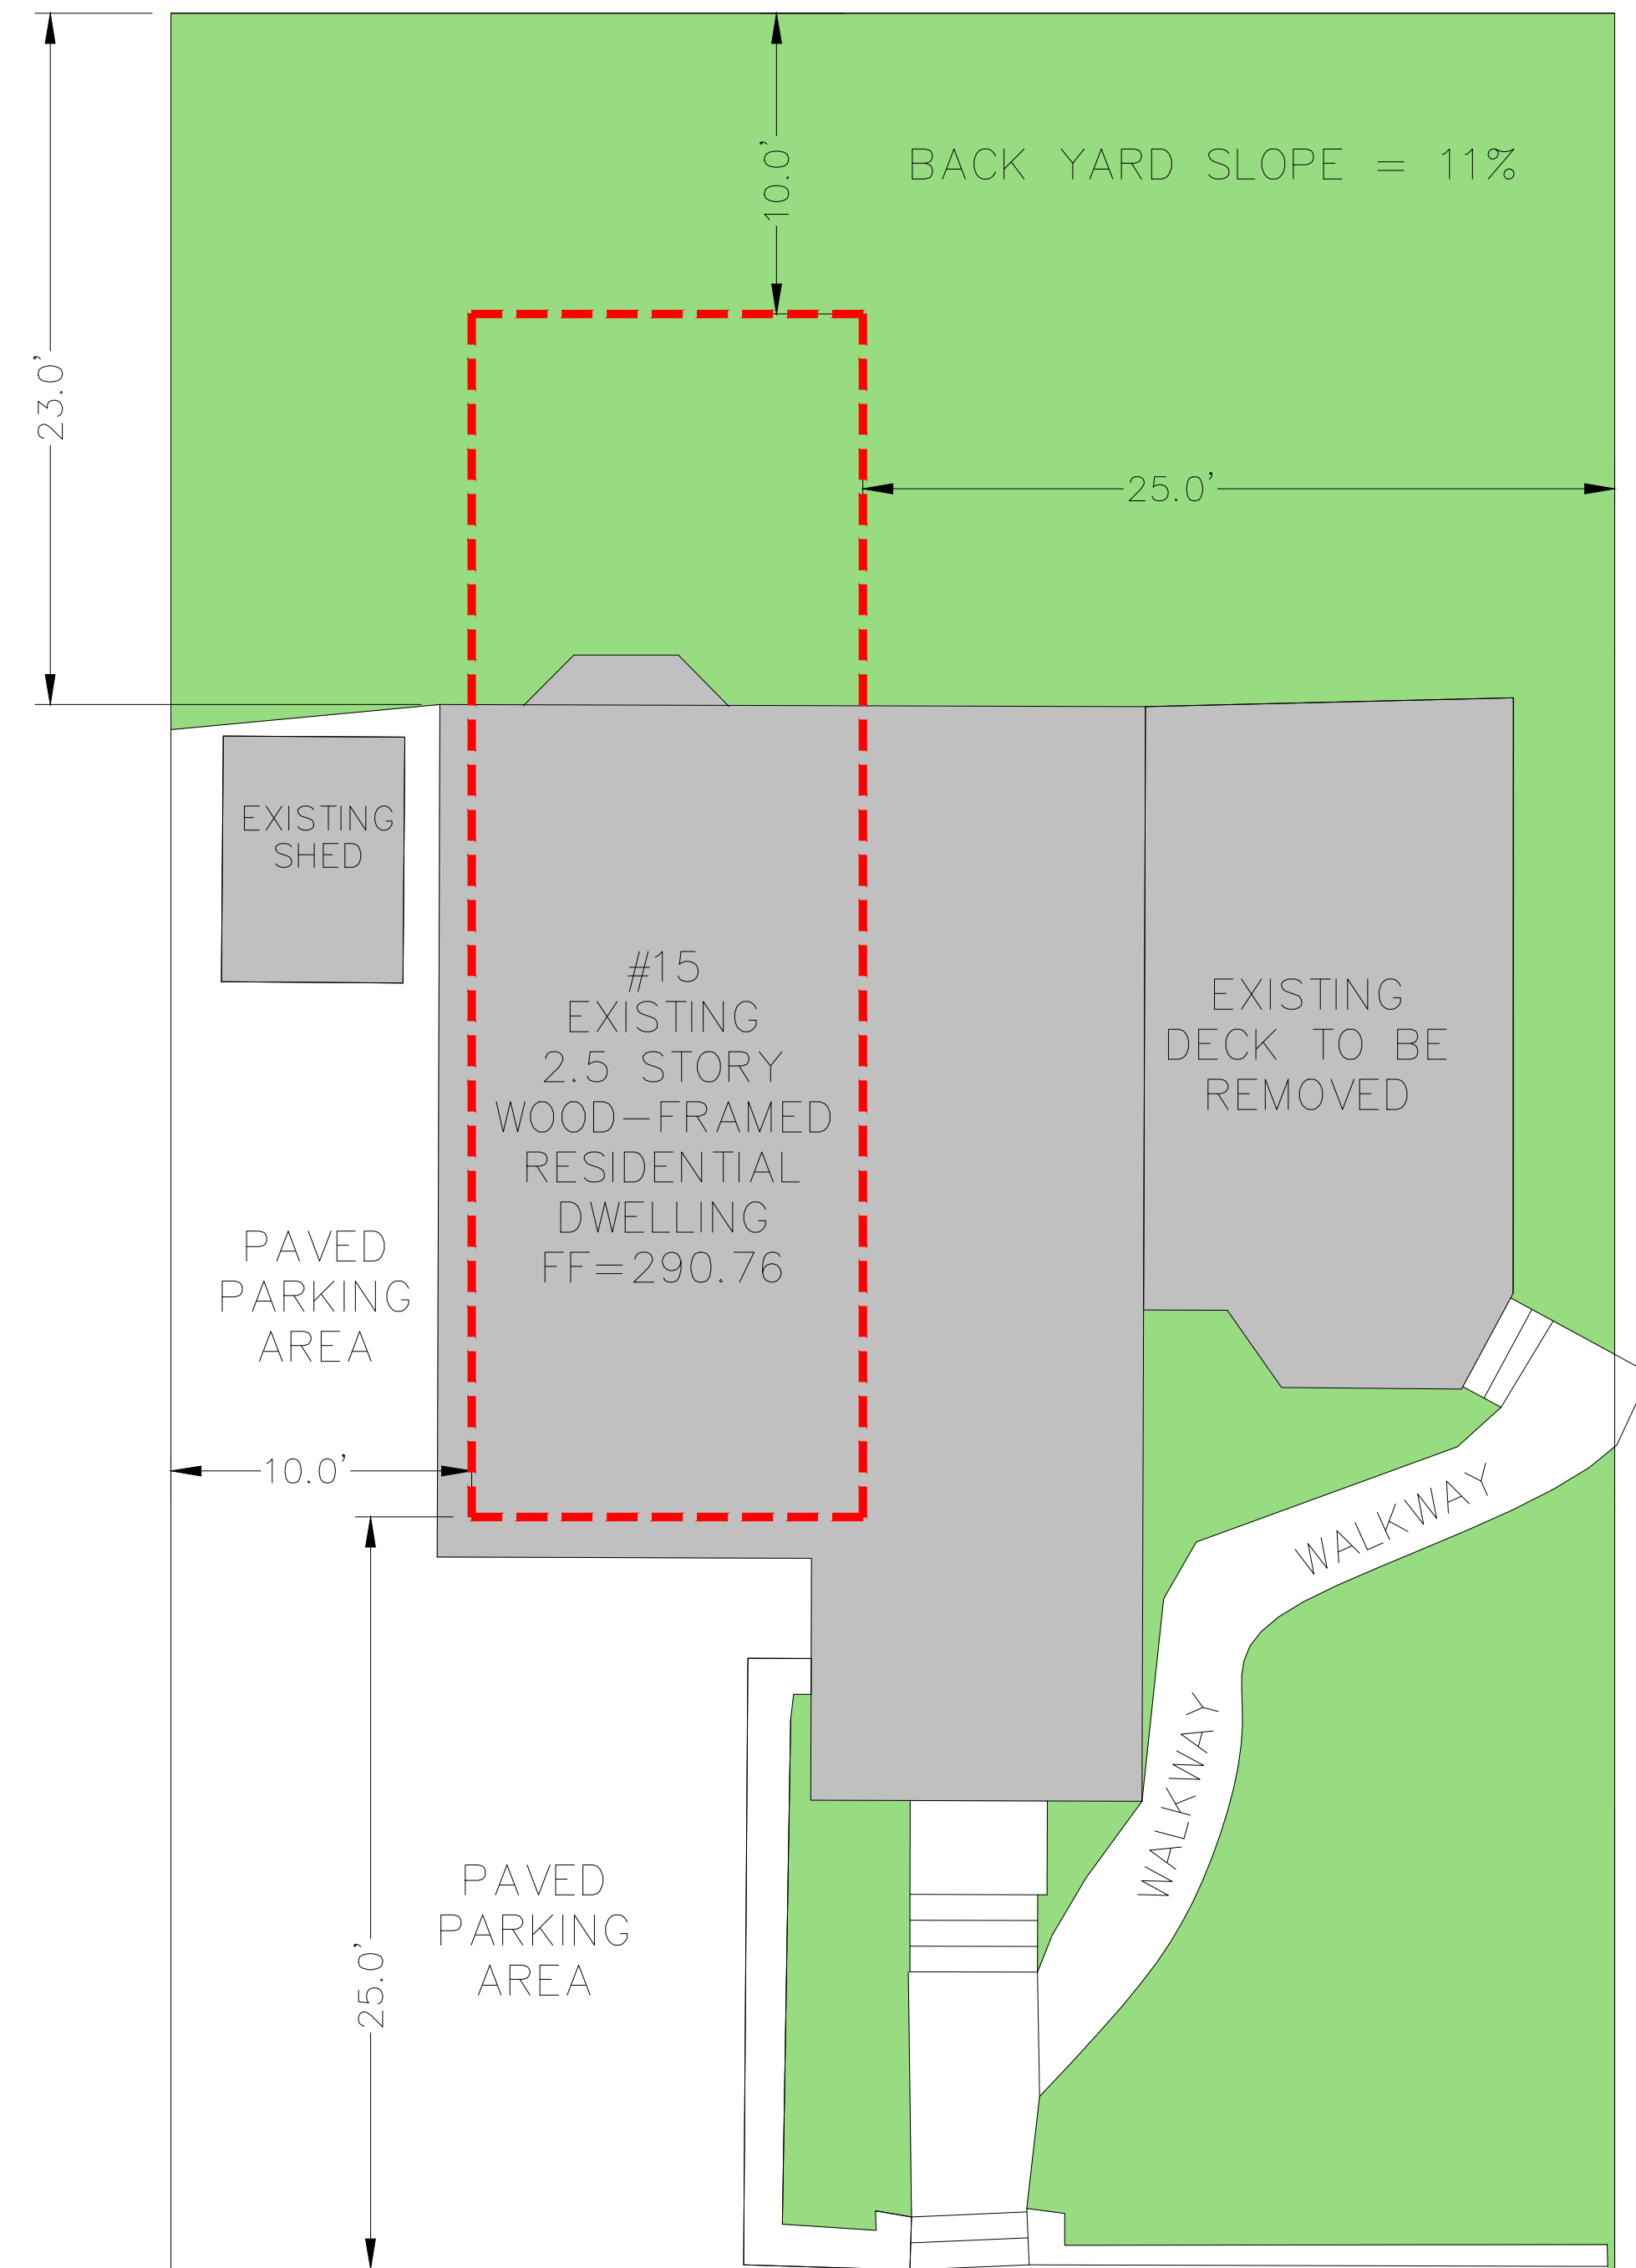 10.0'
BACK YARD SLOPE = 11%
23.0'
25.0'
EXISTING
SHED
#15
EXISTING
2.5 STORY
WOOD-FRAMED
RESIDENTIAL
DWELLING
FF=290.76
EXISTING
DECK TO BE
REMOVED
PAVED
PARKING
AREA
10.0'
WALKWAY
WALKWAY
PAVED
PARKING
AREA
25.0'